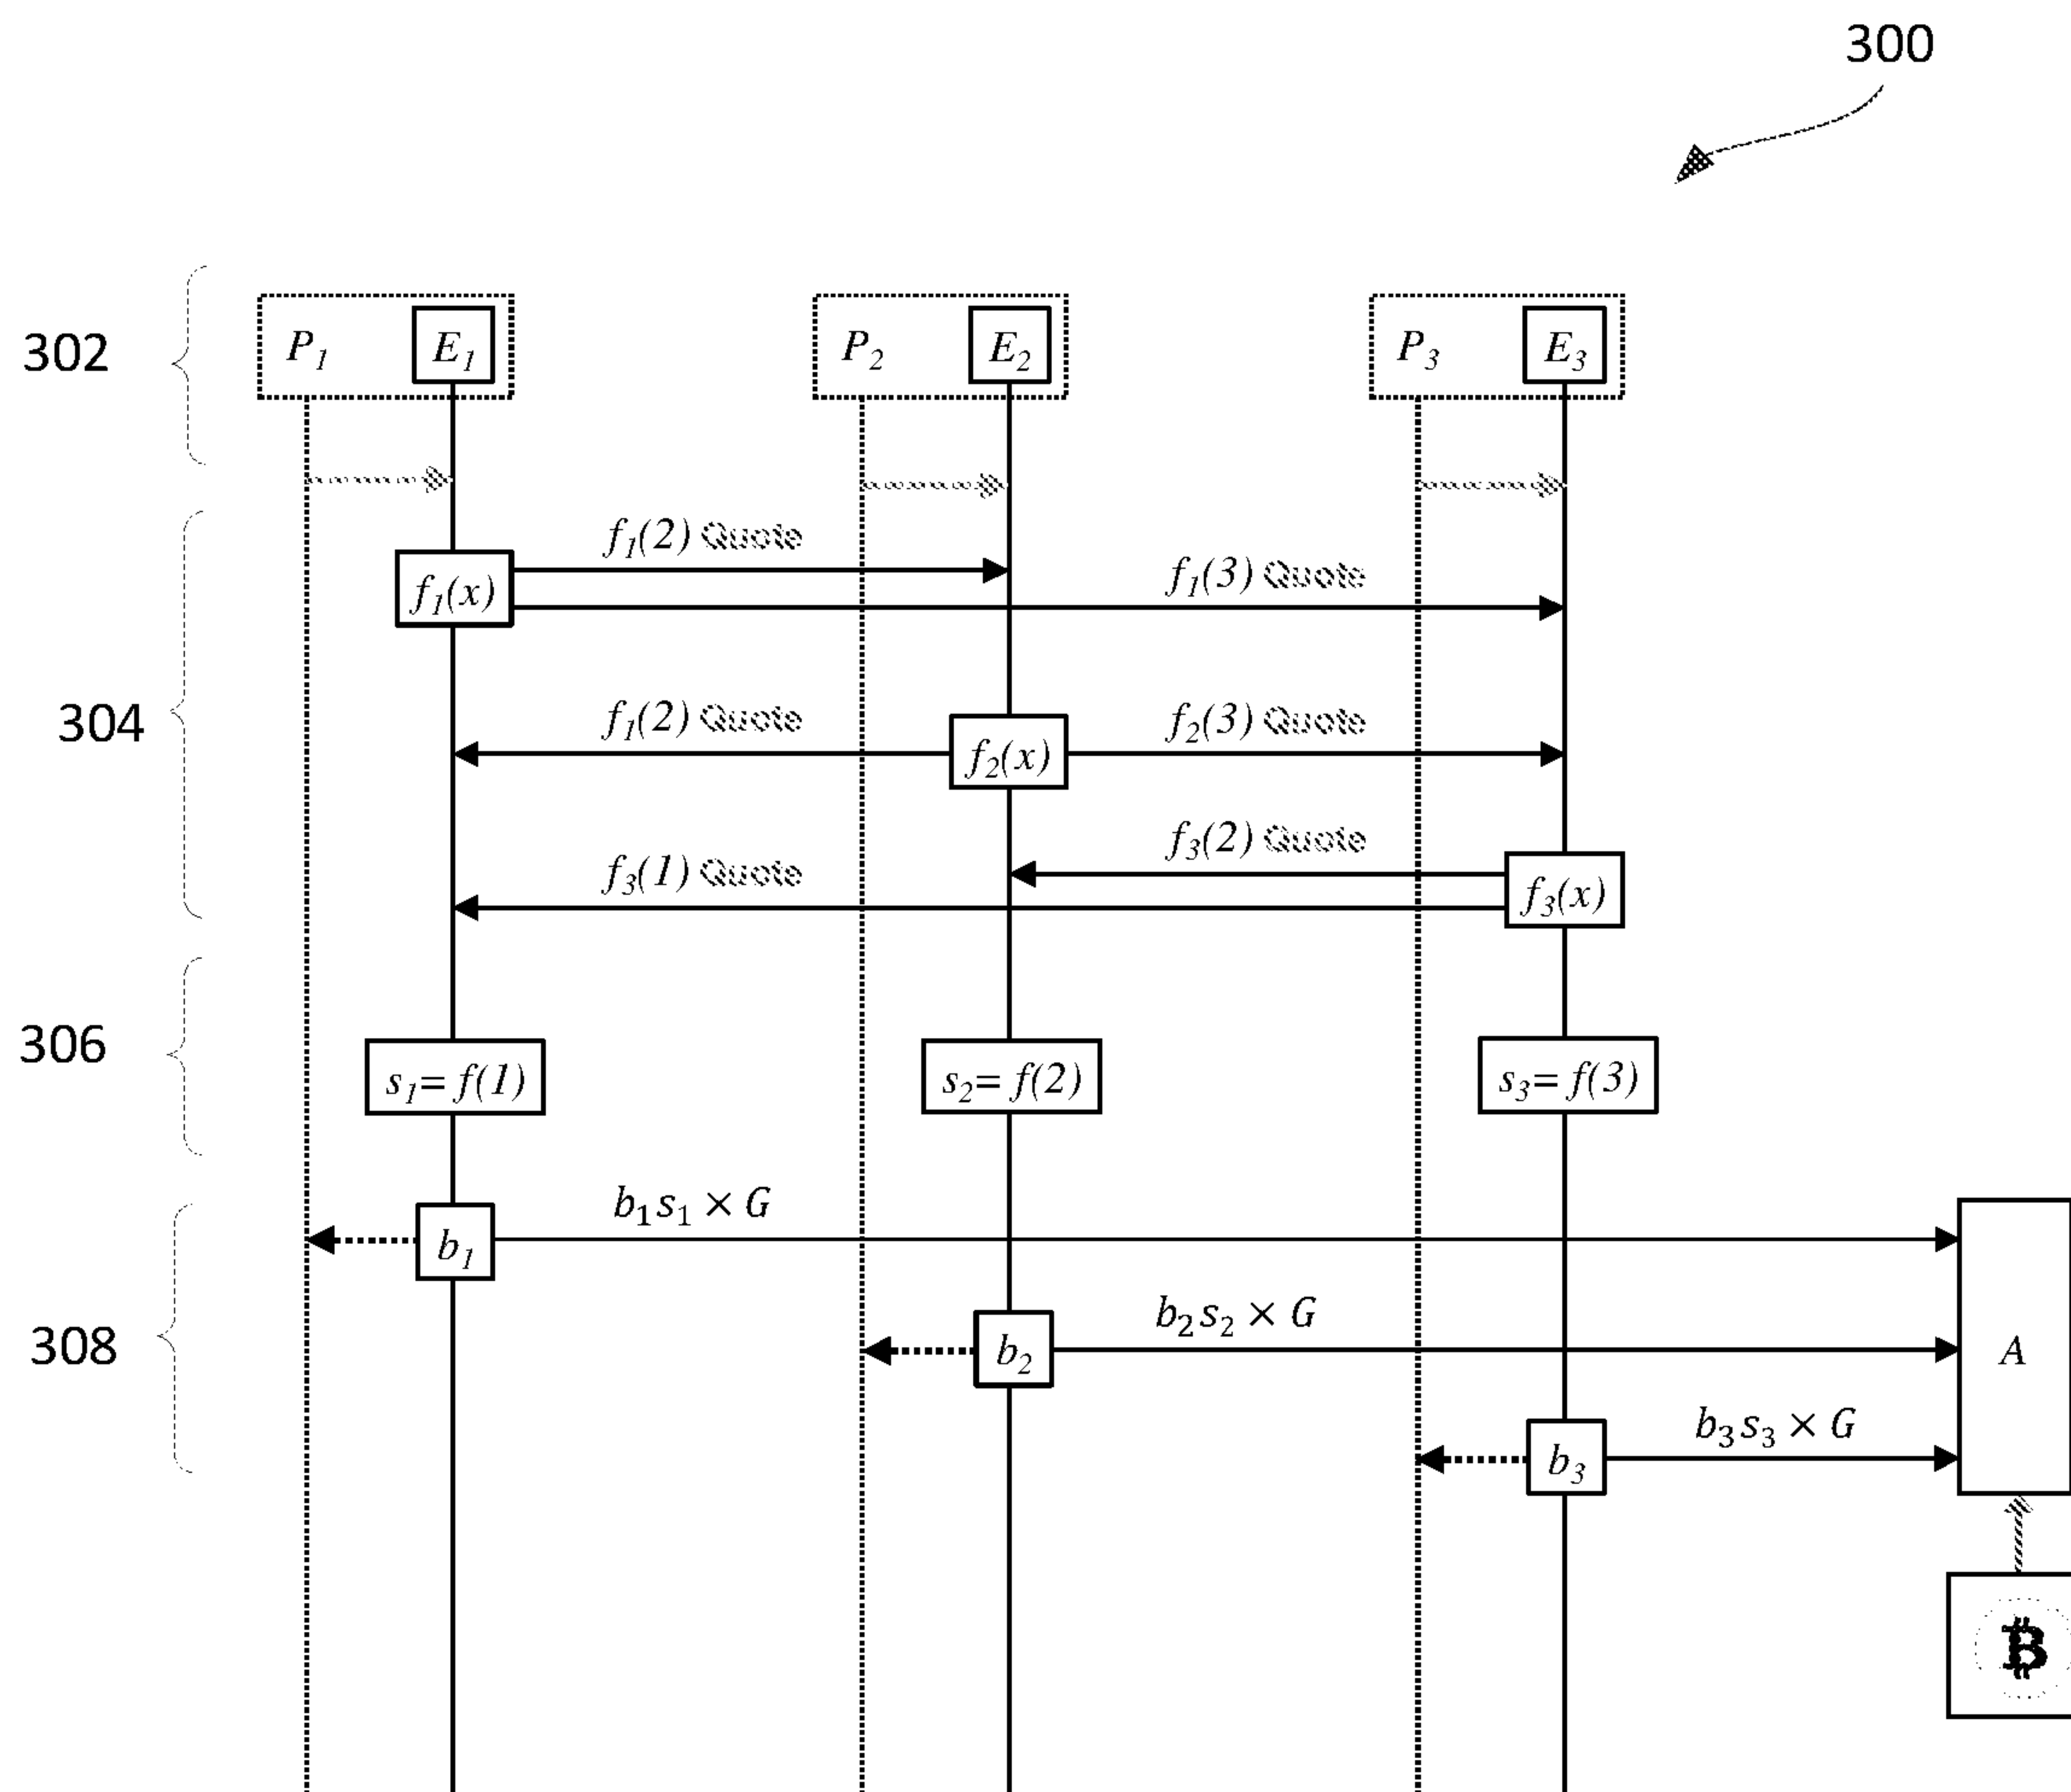 300
302
P₁ E₁ P₂ E₂ P₃ E₃
f₁(2) Quote
f₁(3) Quote
f₁(x)
304
f₁(2) Quote
f₂(3) Quote
f₂(x)
f₃(2) Quote
f₃(1) Quote
f₃(x)
306
s₁= f(1) s₂= f(2) s₃= f(3)
b₁s₁ × G
b₁
308
b₂s₂ × G
b₂
A
b₃s₃ × G
b₃
₿